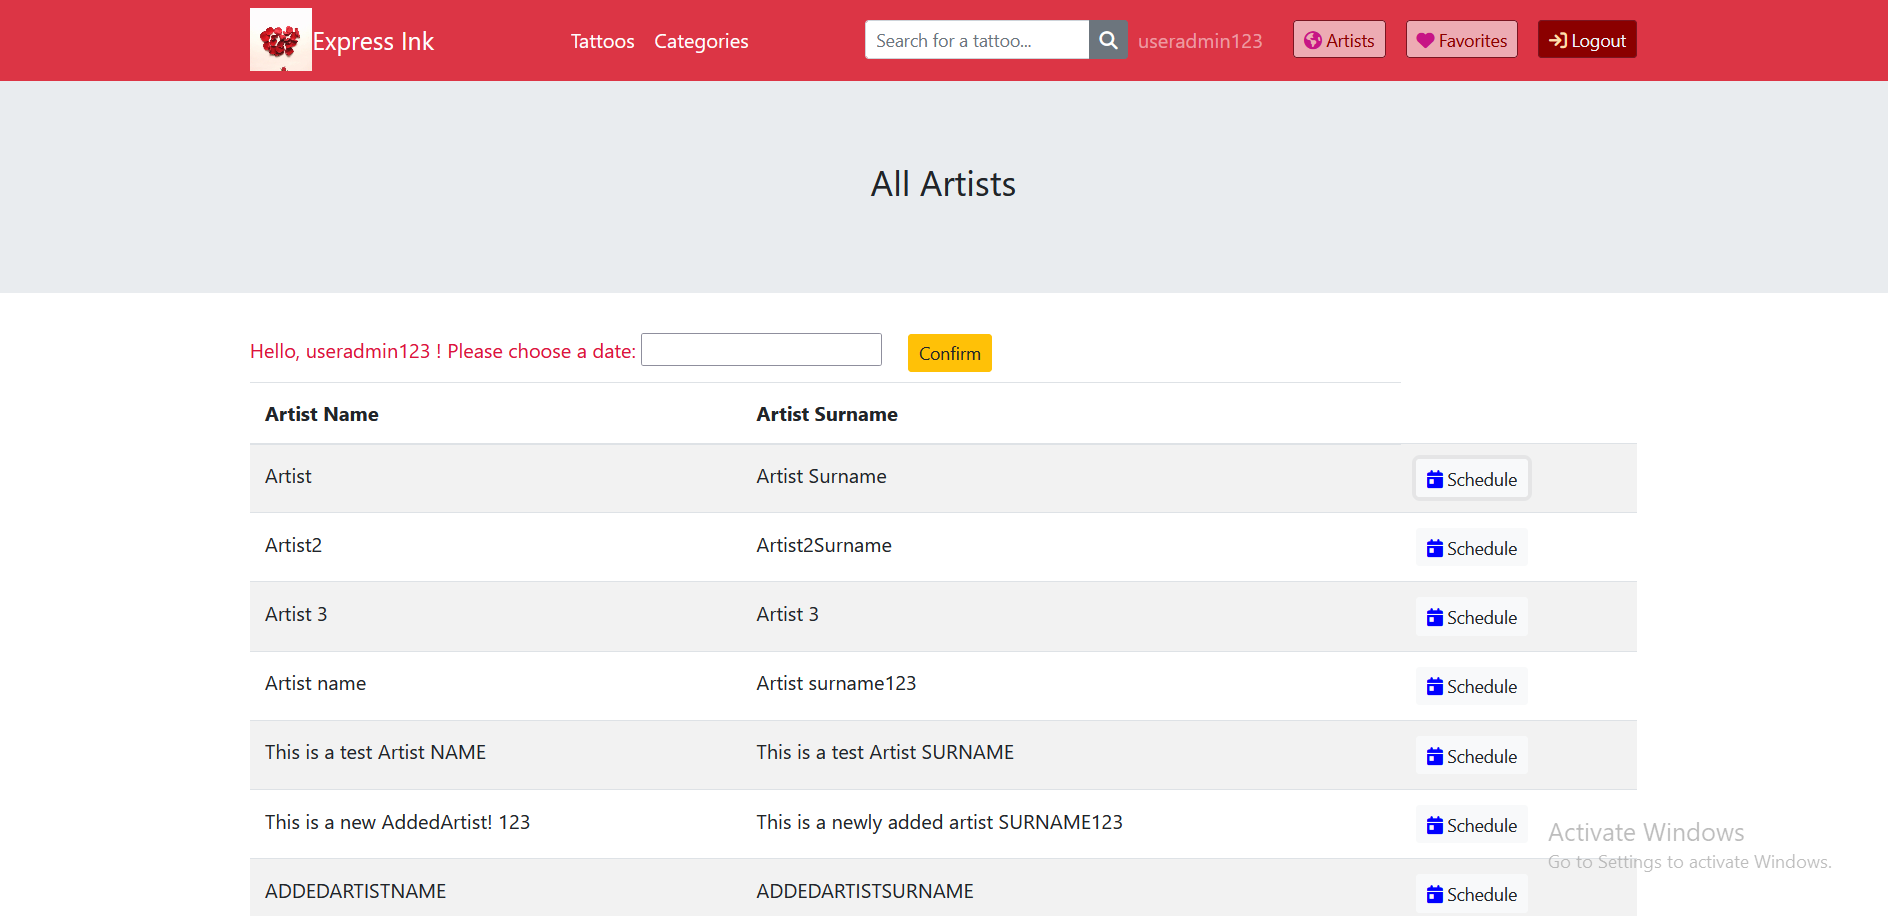 Express Ink Tattoos Categories Search for a tattoo... useradmin123 Artists Favorites Logout
All Artists
Hello, useradmin123 ! Please choose a date: Confirm
Artist Name Artist Surname
Artist Artist Surname Schedule
Artist2 Artist2Surname Schedule
Artist 3 Artist 3 Schedule
Artist name Artist surname123 Schedule
This is a test Artist NAME This is a test Artist SURNAME Schedule
This is a new AddedArtist! 123 This is a newly added artist SURNAME123 Schedule
Activate Windows
Go to Settings to activate Windows.
ADDEDARTISTNAME ADDEDARTISTSURNAME Schedule